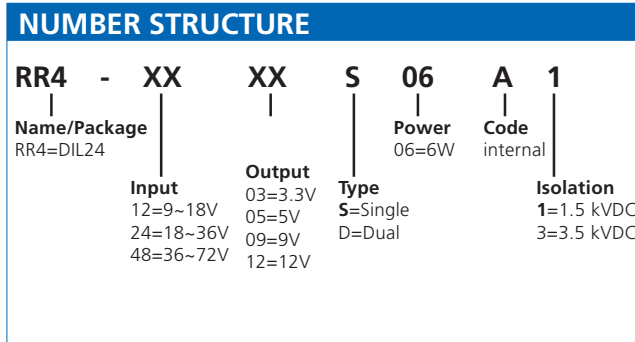 NUMBER STRUCTURE
RR4 - XX XX S 06 A 1
Name/Package
RR4=DIL24
Input
12=9~18V
24=18~36V
48=36~72V
Output
03=3.3V
05=5V
09=9V
12=12V
Type
S=Single
D=Dual
Power
06=6W
Code
internal
Isolation
1=1.5 kVDC
3=3.5 kVDC